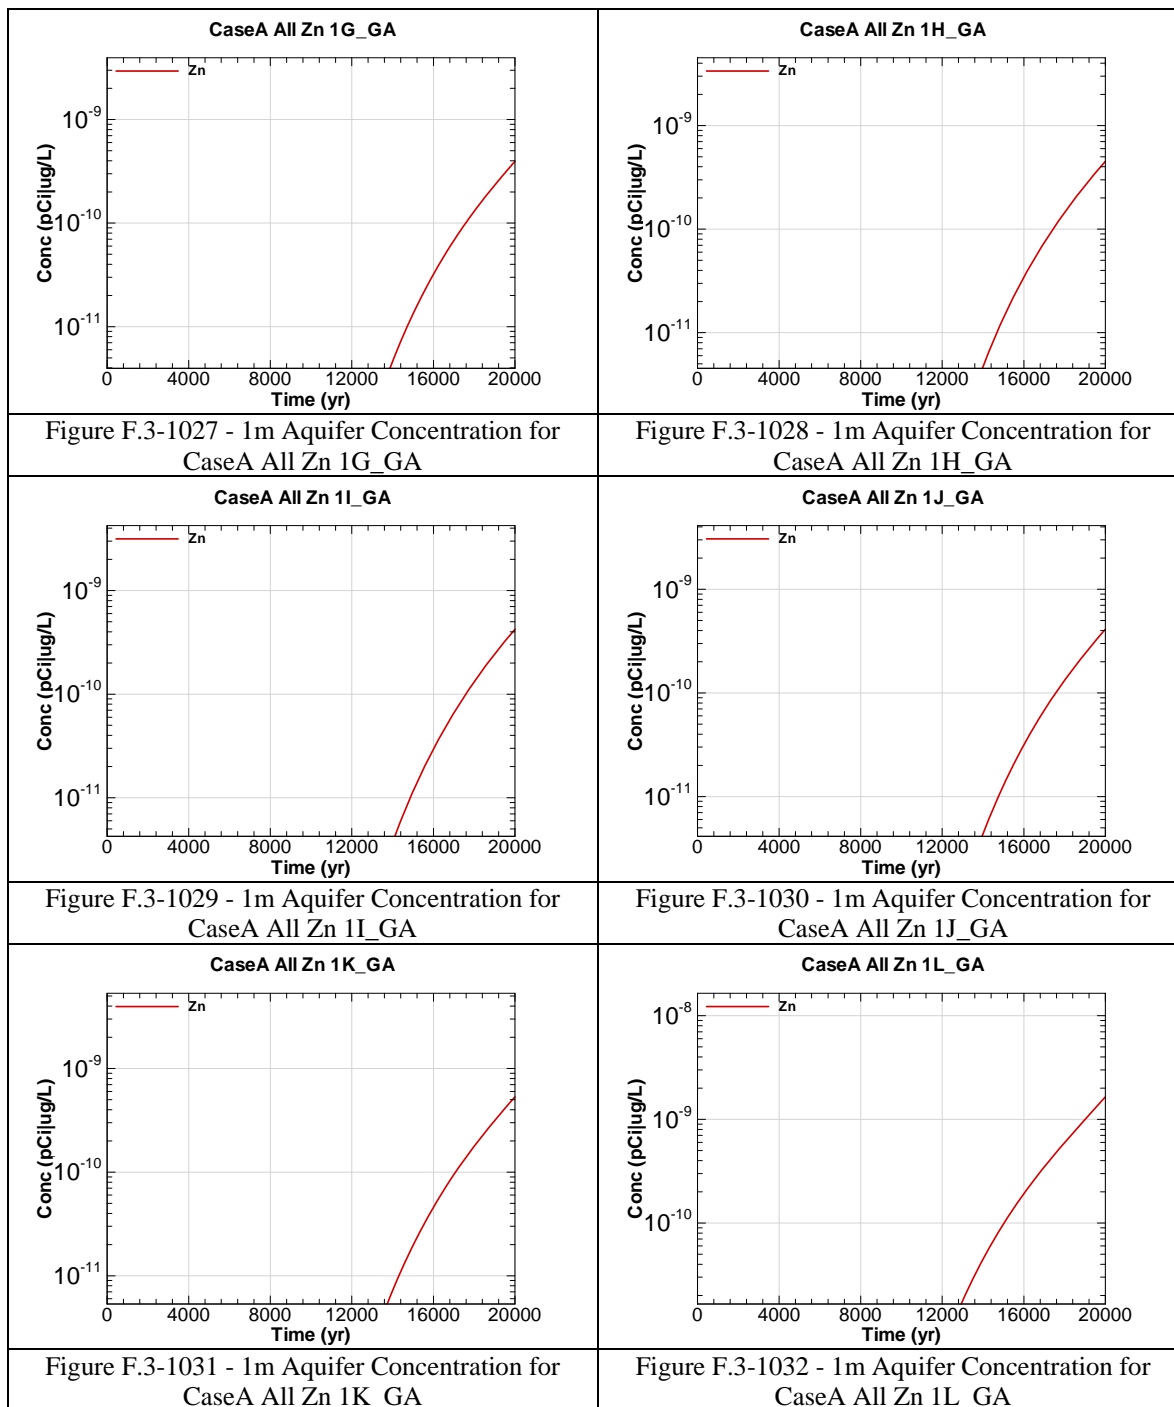 CaseA All Zn 1G_GA
Zn
Conc (pCi|ug/L)
10-9
10-10
10-11
0 4000 8000 12000 16000 20000
Time (yr)
Figure F.3-1027 - 1m Aquifer Concentration for
CaseA All Zn 1G_GA
CaseA All Zn 1H_GA
Zn
Conc (pCi|ug/L)
10-9
10-10
10-11
0 4000 8000 12000 16000 20000
Time (yr)
Figure F.3-1028 - 1m Aquifer Concentration for
CaseA All Zn 1H_GA
CaseA All Zn 1I_GA
Zn
Conc (pCi|ug/L)
10-9
10-10
10-11
0 4000 8000 12000 16000 20000
Time (yr)
Figure F.3-1029 - 1m Aquifer Concentration for
CaseA All Zn 1I_GA
CaseA All Zn 1J_GA
Zn
Conc (pCi|ug/L)
10-9
10-10
10-11
0 4000 8000 12000 16000 20000
Time (yr)
Figure F.3-1030 - 1m Aquifer Concentration for
CaseA All Zn 1J_GA
CaseA All Zn 1K_GA
Zn
Conc (pCi|ug/L)
10-9
10-10
10-11
0 4000 8000 12000 16000 20000
Time (yr)
Figure F.3-1031 - 1m Aquifer Concentration for
CaseA All Zn 1K_GA
CaseA All Zn 1L_GA
Zn
Conc (pCi|ug/L)
10-8
10-9
10-10
0 4000 8000 12000 16000 20000
Time (yr)
Figure F.3-1032 - 1m Aquifer Concentration for
CaseA All Zn 1L_GA